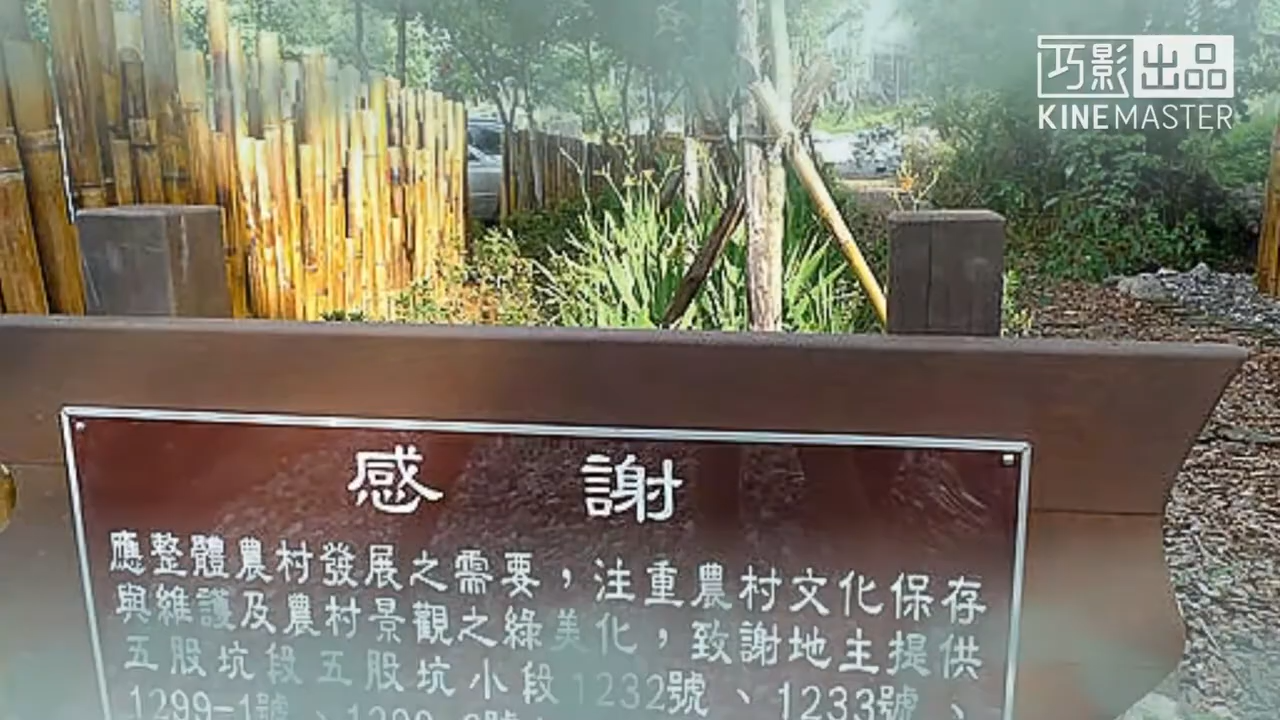 巧影出品
KINEMASTER
感謝
應整體農村發展之需要，注重農村文化保存
與維護及農村景觀之綠美化，致謝地主提供
五股坑段五股坑小段1232號、1233號、
1299-1號、